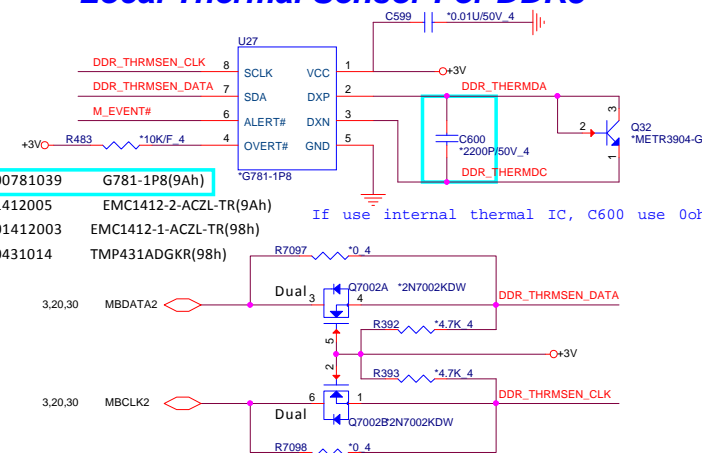 Local Thermal Sensor For DDR3
C599 *0.01U/50V_4
U27
DDR_THRMSEN_CLK 8 SCLK VCC 1 +3V
DDR_THRMSEN_DATA 7 SDA DXP 2 DDR_THERMDA
M_EVENT# 6 ALERT# DXN 3
+3V R483 *10K/F_4 4 OVERT# GND 5
*G781-1P8
C600
*2200P/50V_4
DDR_THERMDC
2 3 1 Q32
*METR3904-G
00781039 G781-1P8(9Ah)
1412005 EMC1412-2-ACZL-TR(9Ah)
01412003 EMC1412-1-ACZL-TR(98h)
0431014 TMP431ADGKR(98h)
If use internal thermal IC, C600 use 0oh
R7097 *0_4
Q7002A *2N7002KDW
Dual 3 4 5
3,20,30 MBDATA2 DDR_THRMSEN_DATA
R392 *4.7K_4
+3V
R393 *4.7K_4
2
3,20,30 MBCLK2 6 1 DDR_THRMSEN_CLK
Dual
Q7002B *2N7002KDW
R7098 *0_4